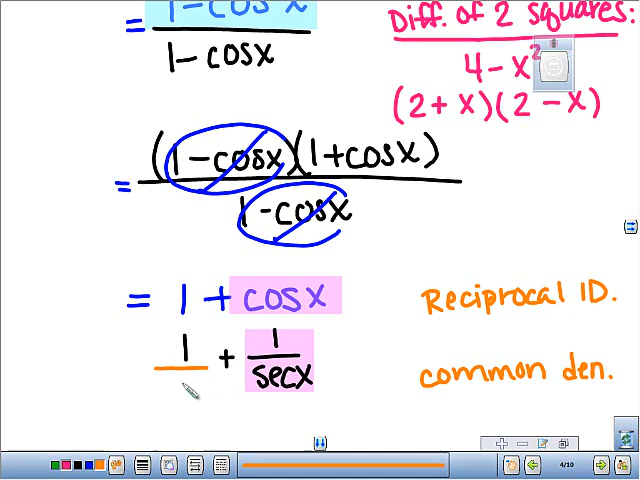 1 - cos x
=
1 - cosx
Diff. of 2 squares:
4 - x²
(2 + x)(2 - x)
(1 - cosx)(1 + cosx)
=
1 - cosx
= 1 + cosx
Reciprocal ID.
1 + 1
secx
common den.
4/10